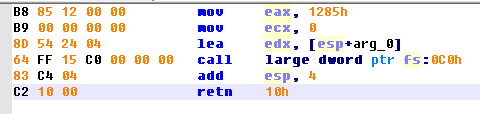 B8 85 12 00 00 mov eax, 1285h
B9 00 00 00 00 mov ecx, 0
8D 54 24 04 lea edx, [esp+arg_0]
64 FF 15 C0 00 00 00 call large dword ptr fs:0C0h
83 C4 04 add esp, 4
C2 10 00 retn 10h